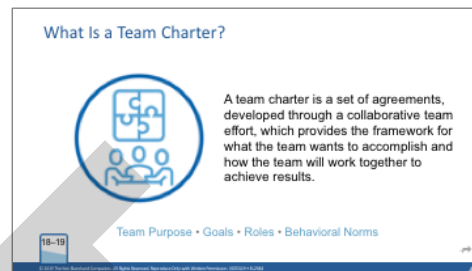 What Is a Team Charter?
A team charter is a set of agreements,
developed through a collaborative team
effort, which provides the framework for
what the team wants to accomplish and
how the team will work together to
achieve results.
Team Purpose • Goals • Roles • Behavioral Norms
18–19